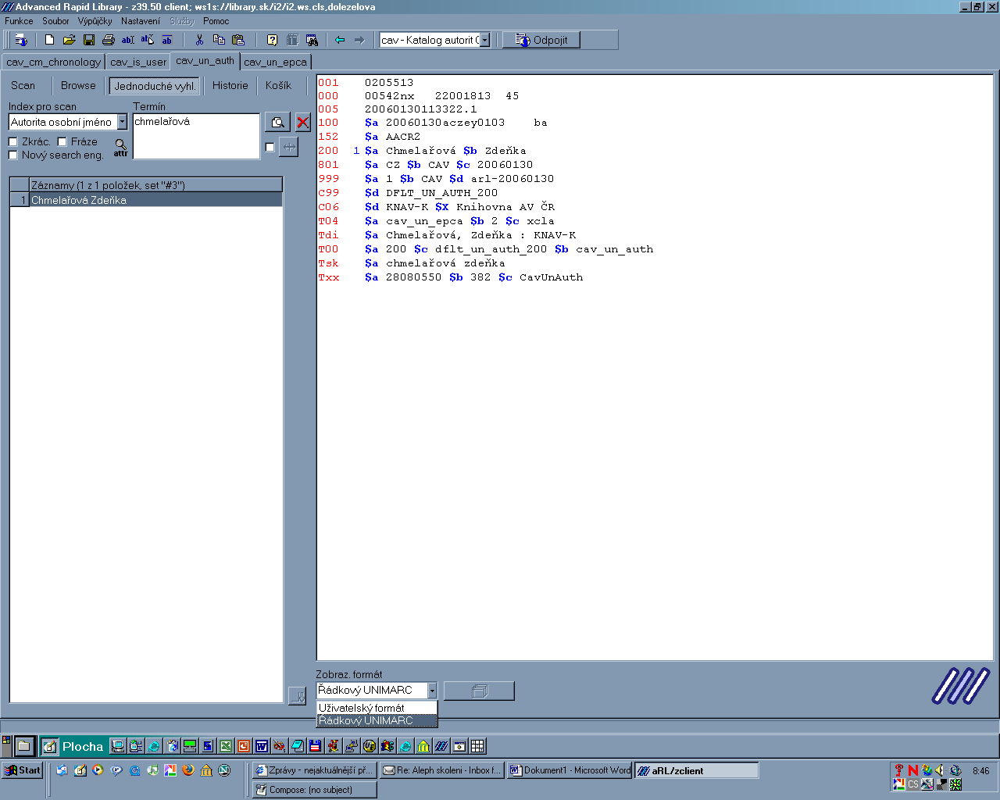 Advanced Rapid Library - z39.50 client; ws1s://library.sk/i2/i2.ws.cls,dolezelova
Funkce Soubor Výpůjčky Nastavení Služby Pomoc
cav - Katalog autorit Odpojit
cav_cm_chronology cav_is_user cav_un_auth cav_un_epca
Scan Browse Jednoduché vyhl. Historie Košík
Index pro scan Termín
Autorita osobní jméno chmelařová
Zkrác. Fráze
Nový search eng. attr
Záznamy (1 z 1 položek, set "#3")
1 Chmelařová Zdeňka
001 0205513
000 00542nx 22001813 45
005 20060130113322.1
100 $a 20060130aczey0103 ba
152 $a AACR2
200 1 $a Chmelařová $b Zdeňka
801 $a CZ $b CAV $c 20060130
999 $a 1 $b CAV $d arl-20060130
C99 $d DFLT_UN_AUTH_200
C06 $d KNAV-K $X Knihovna AV ČR
T04 $a cav_un_epca $b 2 $c xcla
Tdi $a Chmelařová, Zdeňka : KNAV-K
T00 $a 200 $c dflt_un_auth_200 $b cav_un_auth
Tsk $a chmelařová zdeňka
Txx $a 28080550 $b 382 $c CavUnAuth
Zobraz. formát
Řádkový UNIMARC
Uživatelský formát
Řádkový UNIMARC
Plocha
Start Zprávy - nejaktuálnější př... Re: Aleph skoleni - Inbox f... Dokument1 - Microsoft Word aRL/zclient 8:46
Compose: (no subject) CS